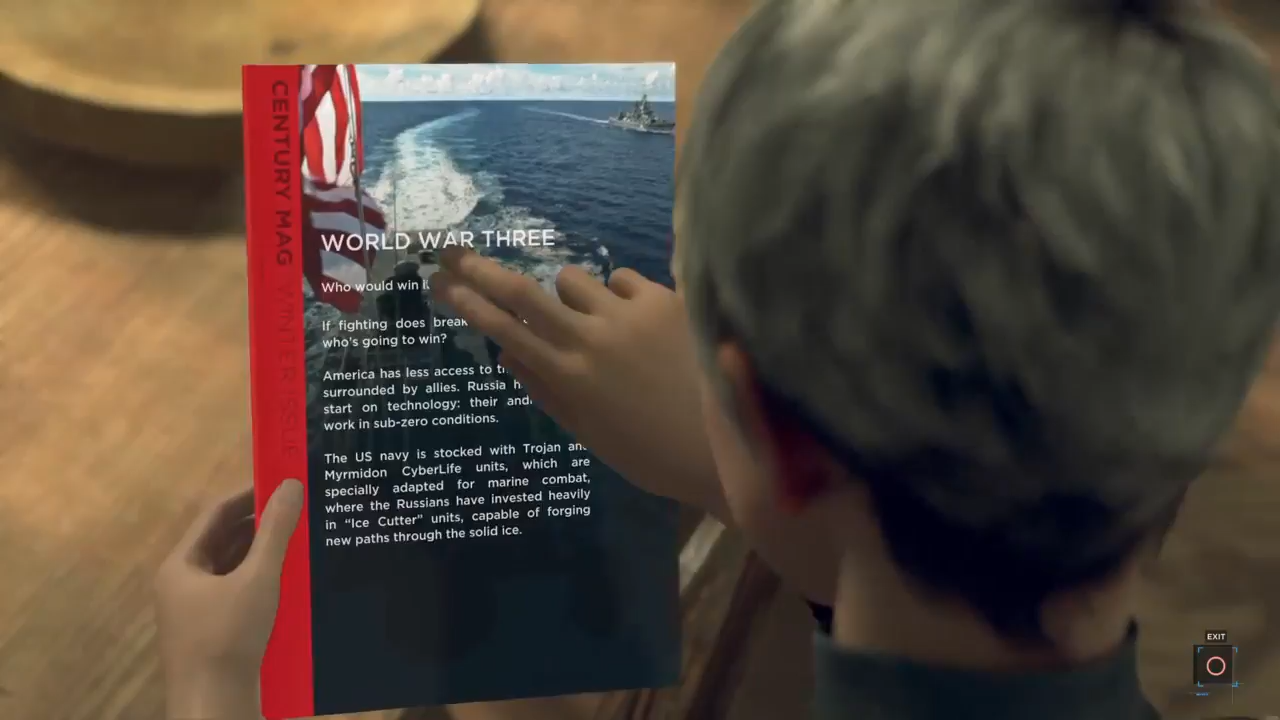 CENTURY MAG WINTER ISSUE
WORLD WAR THREE
Who would win
If fighting does break
who's going to win?
America has less access to
surrounded by allies. Russia
start on technology: their
work in sub-zero conditions.
The US navy is stocked with Trojan and
Myrmidon CyberLife units, which are
specially adapted for marine combat,
where the Russians have invested heavily
in “Ice Cutter” units, capable of forging
new paths through the solid ice.
EXIT